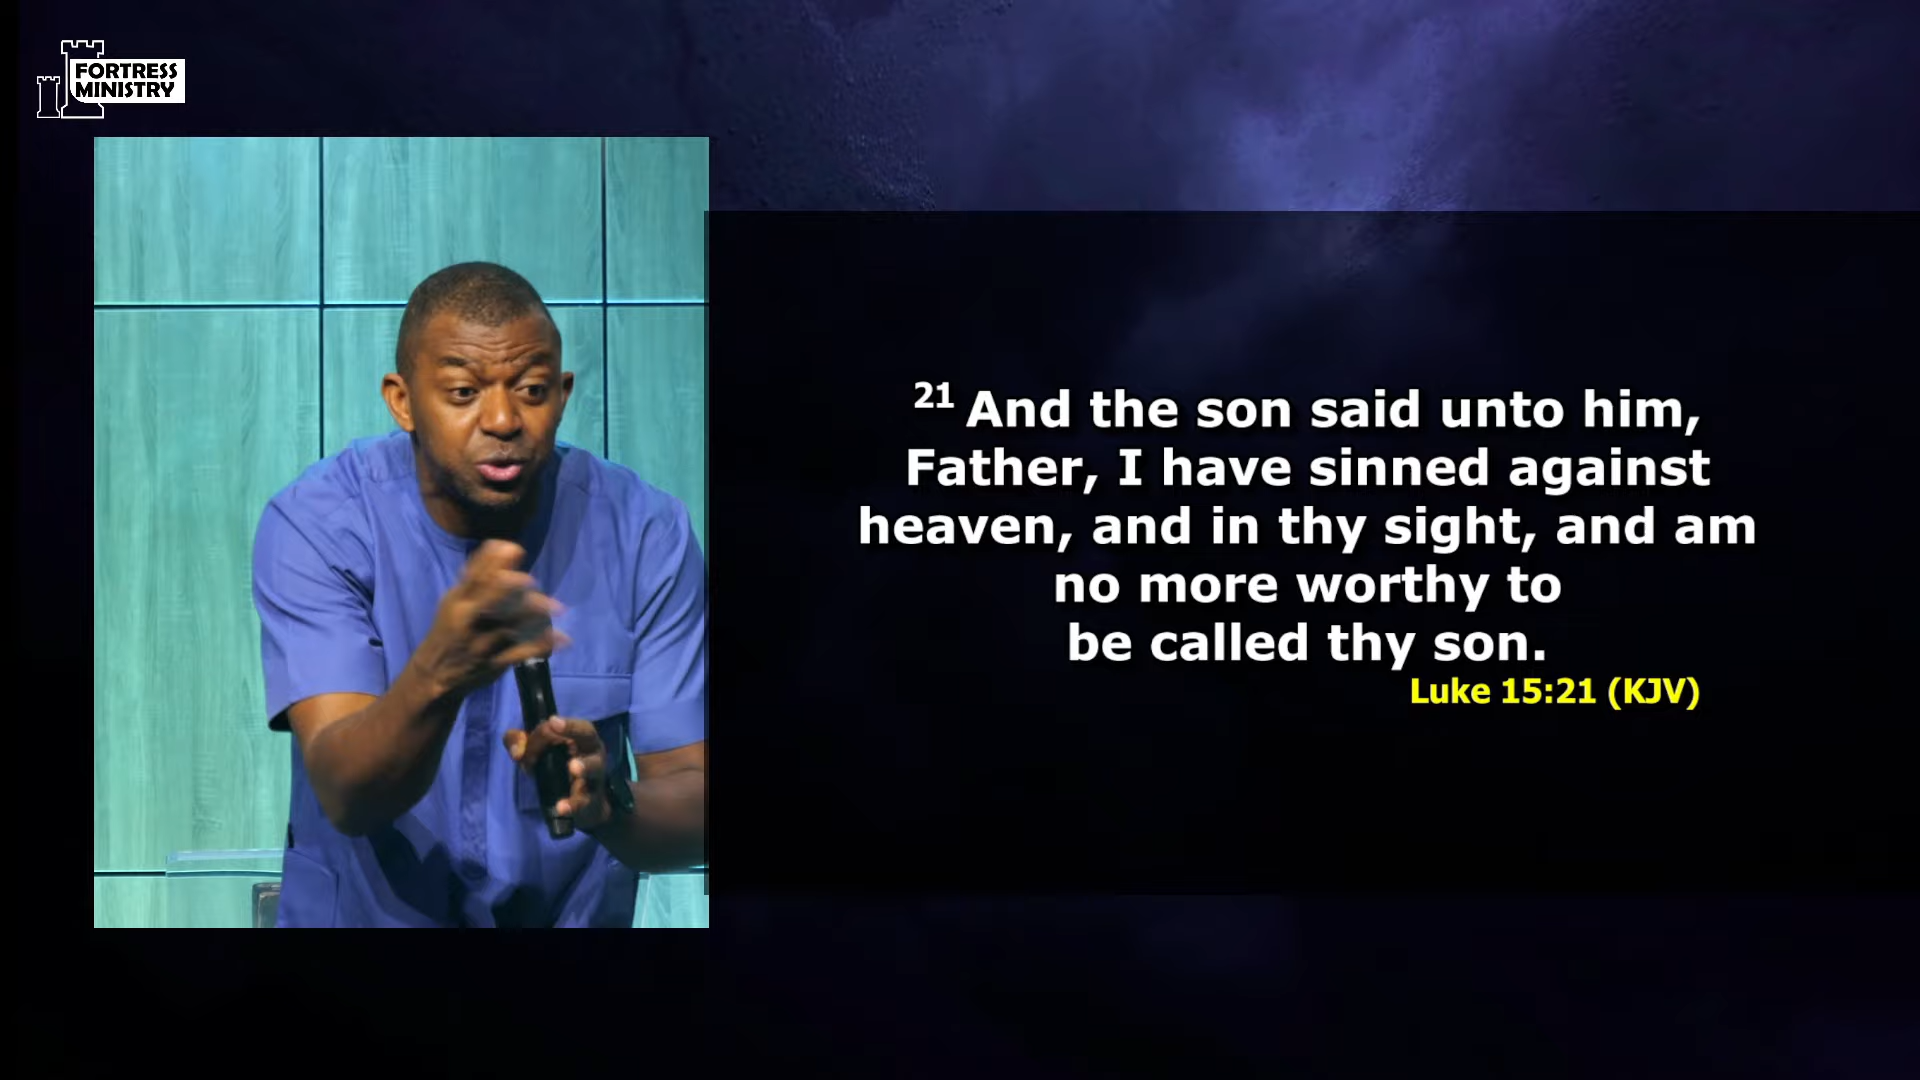 FORTRESS
MINISTRY
21 And the son said unto him,
Father, I have sinned against
heaven, and in thy sight, and am
no more worthy to
be called thy son.
Luke 15:21 (KJV)